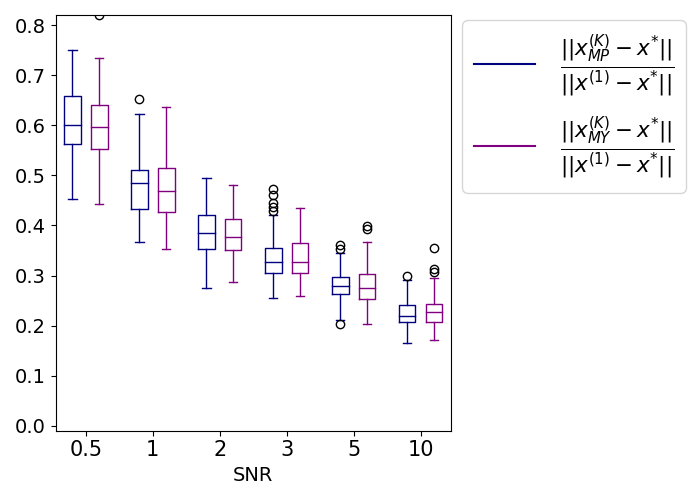 0.8
0.7
0.6
0.5
0.4
0.3
0.2
0.1
0.0
0.5 1 2 3 5 10
SNR
||x_{MP}^{(K)} − x^*||
||x^{(1)} − x^*||
||x_{MY}^{(K)} − x^*||
||x^{(1)} − x^*||